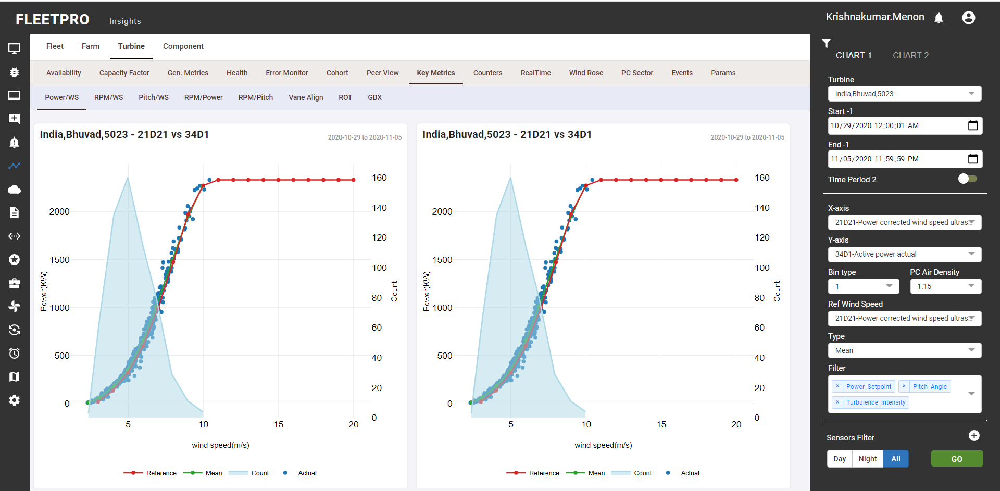 FLEETPRO Insights Krishnakumar.Menon
Fleet Farm Turbine Component
Availability Capacity Factor Gen. Metrics Health Error Monitor Cohort Peer View Key Metrics Counters RealTime Wind Rose PC Sector Events Params
Power/WS RPM/WS Pitch/WS RPM/Power RPM/Pitch Vane Align ROT GBX
India,Bhuvad,5023 - 21D21 vs 34D1
2020-10-29 to 2020-11-05
160
140
2000
120
1500
100
Power(KW)
Count
80
1000
60
500
40
20
0
0
5 10 15 20
wind speed(m/s)
Reference Mean Count Actual
India,Bhuvad,5023 - 21D21 vs 34D1
2020-10-29 to 2020-11-05
160
140
2000
120
1500
100
Power(KW)
Count
80
1000
60
500
40
20
0
0
5 10 15 20
wind speed(m/s)
Reference Mean Count Actual
CHART 1 CHART 2
Turbine
India,Bhuvad,5023
Start -1
10/29/2020 12:00:01 AM
End -1
11/05/2020 11:59:59 PM
Time Period 2
X-axis
21D21-Power corrected wind speed ultras...
Y-axis
34D1-Active power actual
Bin type PC Air Density
1 1.15
Ref Wind Speed
21D21-Power corrected wind speed ultras...
Type
Mean
Filter
× Power_Setpoint × Pitch_Angle
× Turbulence_Intensity
Sensors Filter
Day Night All GO